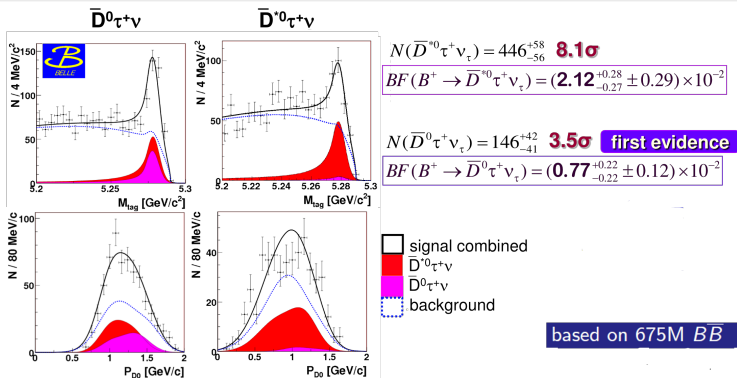 D̅⁰τ⁺ν
D̅*⁰τ⁺ν
BELLE
N / 4 MeV/c²
150
100
50
0
5.2 5.25 5.3
M_tag [GeV/c²]
N / 4 MeV/c²
100
50
0
5.2 5.22 5.24 5.26 5.28 5.3
M_tag [GeV/c²]
N / 80 MeV/c
100
50
0
0 0.5 1 1.5 2
P_D0 [GeV/c]
N / 80 MeV/c
40
20
0
0 0.5 1 1.5 2
P_D0 [GeV/c]
N(D̅*⁰τ⁺ν_τ) = 446 +58 −56 8.1σ
BF(B⁺ → D̅*⁰τ⁺ν_τ) = (2.12 +0.28 −0.27 ± 0.29) × 10⁻²
N(D̅⁰τ⁺ν_τ) = 146 +42 −41 3.5σ first evidence
BF(B⁺ → D̅⁰τ⁺ν_τ) = (0.77 +0.22 −0.22 ± 0.12) × 10⁻²
signal combined
D̅*⁰τ⁺ν
D̅⁰τ⁺ν
background
based on 675M BB̅